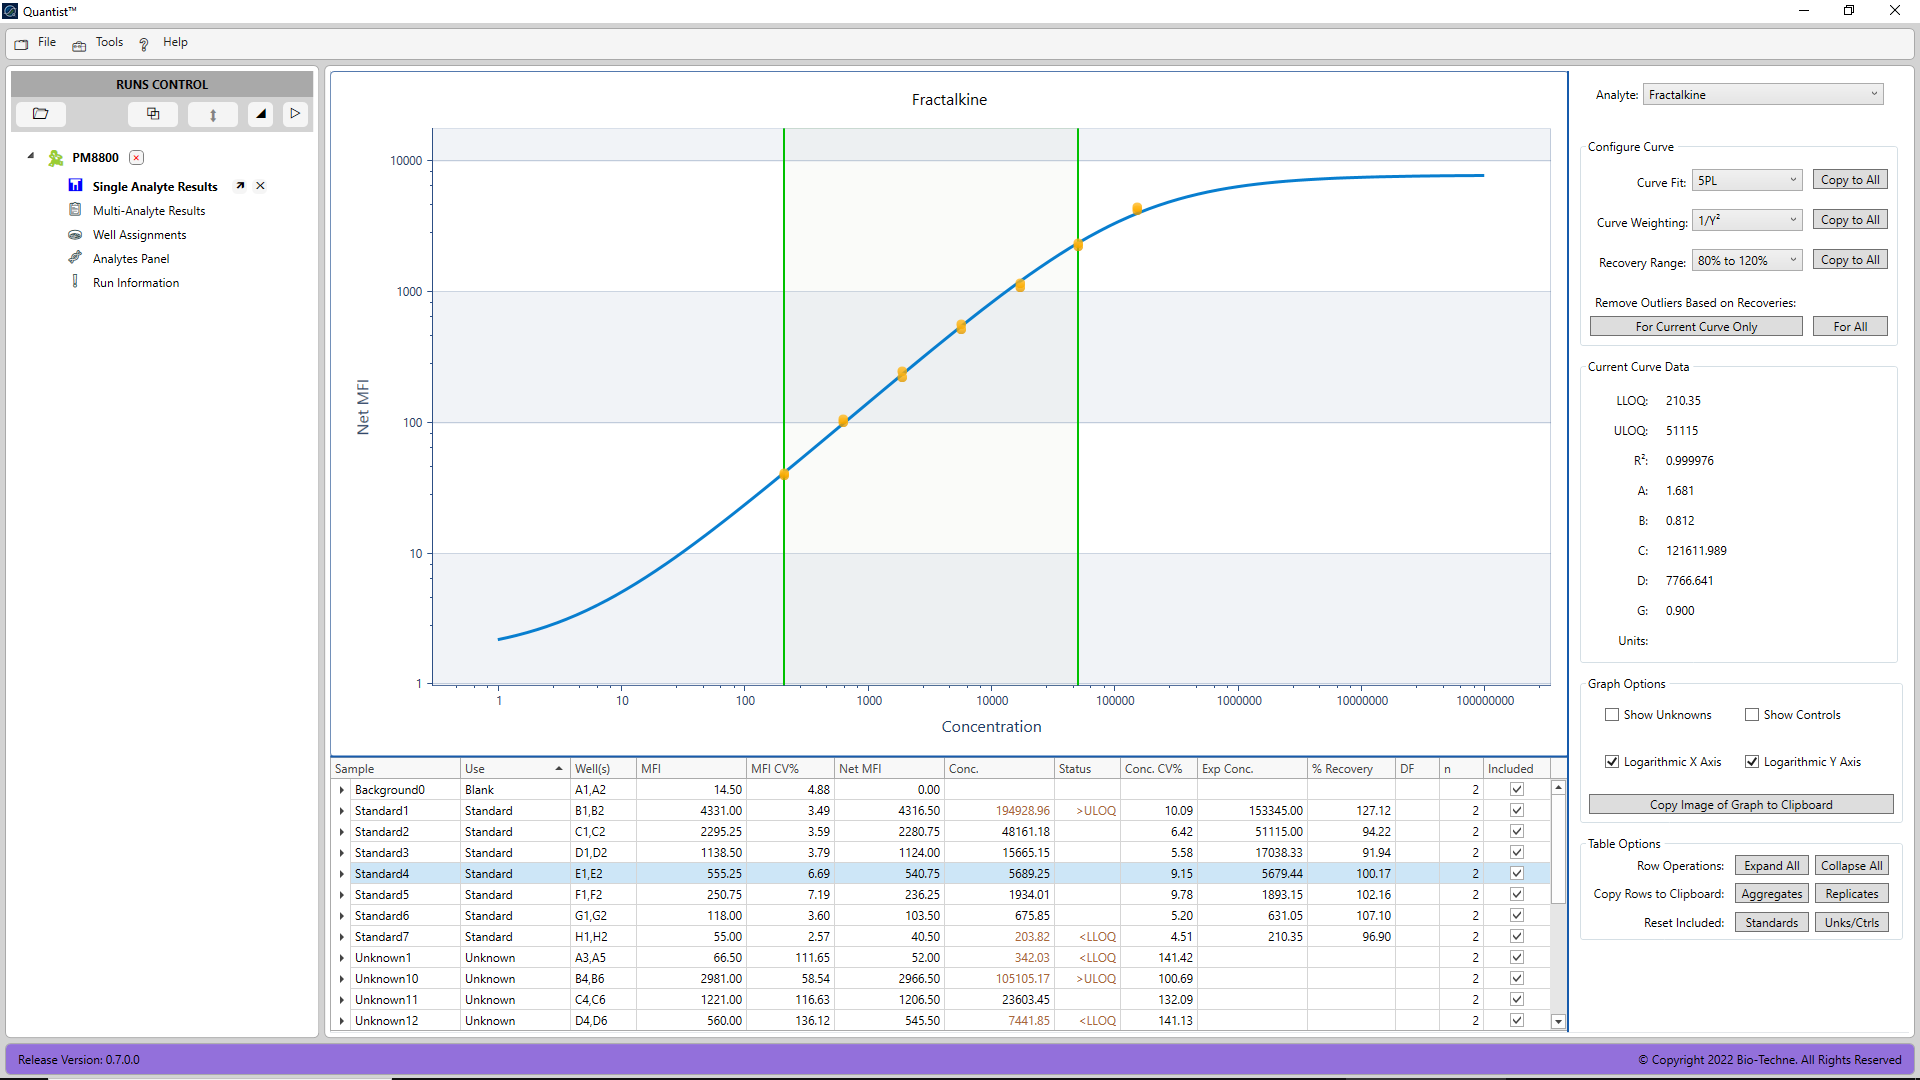 Quantist™
File Tools Help
RUNS CONTROL
PM8800
Single Analyte Results
Multi-Analyte Results
Well Assignments
Analytes Panel
Run Information
Fractalkine
Net MFI
10000
1000
100
10
1
1 10 100 1000 10000 100000 1000000 10000000 100000000
Concentration
Sample Use Well(s) MFI MFI CV% Net MFI Conc. Status Conc. CV% Exp Conc. % Recovery DF n Included
Background0 Blank A1,A2 14.50 4.88 0.00 2
Standard1 Standard B1,B2 4331.00 3.49 4316.50 194928.96 >ULOQ 10.09 153345.00 127.12 2
Standard2 Standard C1,C2 2295.25 3.59 2280.75 48161.18 6.42 51115.00 94.22 2
Standard3 Standard D1,D2 1138.50 3.79 1124.00 15665.15 5.58 17038.33 91.94 2
Standard4 Standard E1,E2 555.25 6.69 540.75 5689.25 9.15 5679.44 100.17 2
Standard5 Standard F1,F2 250.75 7.19 236.25 1934.01 9.78 1893.15 102.16 2
Standard6 Standard G1,G2 118.00 3.60 103.50 675.85 5.20 631.05 107.10 2
Standard7 Standard H1,H2 55.00 2.57 40.50 203.82 <LLOQ 4.51 210.35 96.90 2
Unknown1 Unknown A3,A5 66.50 111.65 52.00 342.03 <LLOQ 141.42 2
Unknown10 Unknown B4,B6 2981.00 58.54 2966.50 105105.17 >ULOQ 100.69 2
Unknown11 Unknown C4,C6 1221.00 116.63 1206.50 23603.45 132.09 2
Unknown12 Unknown D4,D6 560.00 136.12 545.50 7441.85 <LLOQ 141.13 2
Analyte: Fractalkine
Configure Curve
Curve Fit: 5PL Copy to All
Curve Weighting: 1/Y² Copy to All
Recovery Range: 80% to 120% Copy to All
Remove Outliers Based on Recoveries:
For Current Curve Only For All
Current Curve Data
LLOQ: 210.35
ULOQ: 51115
R²: 0.999976
A: 1.681
B: 0.812
C: 121611.989
D: 7766.641
G: 0.900
Units:
Graph Options
Show Unknowns Show Controls
Logarithmic X Axis Logarithmic Y Axis
Copy Image of Graph to Clipboard
Table Options
Row Operations: Expand All Collapse All
Copy Rows to Clipboard: Aggregates Replicates
Reset Included: Standards Unks/Ctrls
Release Version: 0.7.0.0
© Copyright 2022 Bio-Techne. All Rights Reserved